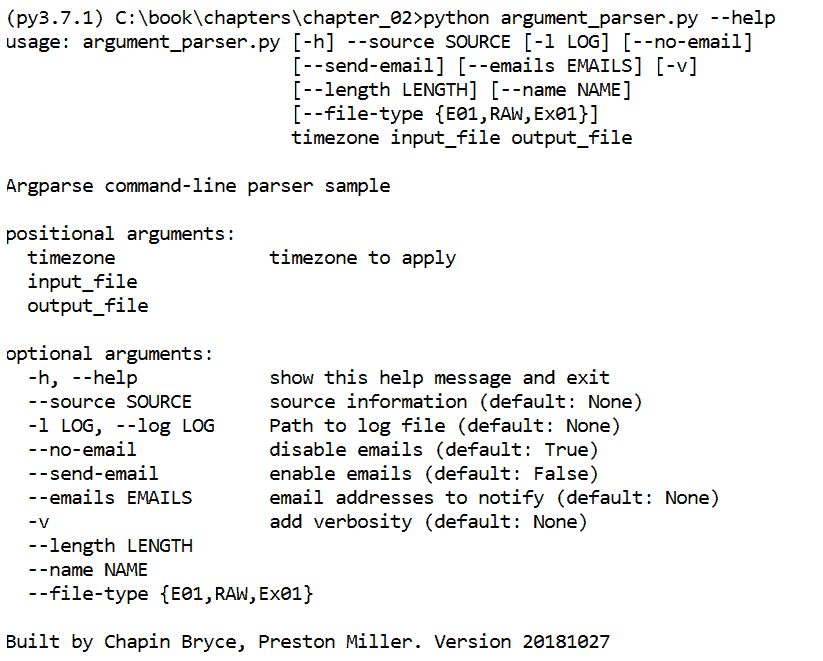 (py3.7.1) C:\book\chapters\chapter_02>python argument_parser.py --help
usage: argument_parser.py [-h] --source SOURCE [-l LOG] [--no-email]
                          [--send-email] [--emails EMAILS] [-v]
                          [--length LENGTH] [--name NAME]
                          [--file-type {E01,RAW,Ex01}]
                          timezone input_file output_file

Argparse command-line parser sample

positional arguments:
  timezone              timezone to apply
  input_file
  output_file

optional arguments:
  -h, --help            show this help message and exit
  --source SOURCE       source information (default: None)
  -l LOG, --log LOG     Path to log file (default: None)
  --no-email            disable emails (default: True)
  --send-email          enable emails (default: False)
  --emails EMAILS       email addresses to notify (default: None)
  -v                    add verbosity (default: None)
  --length LENGTH
  --name NAME
  --file-type {E01,RAW,Ex01}

Built by Chapin Bryce, Preston Miller. Version 20181027